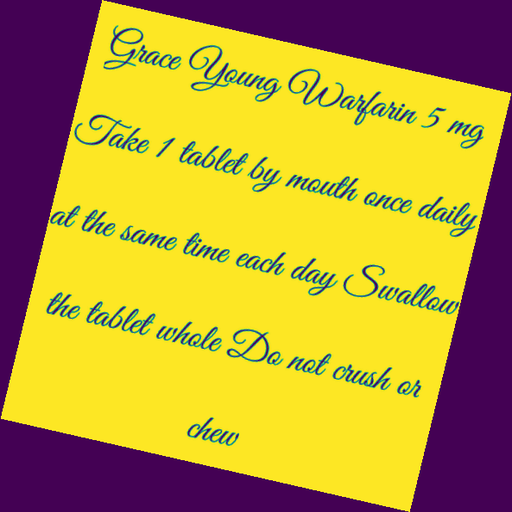 Grace Young Warfarin 5 mg
Take 1 tablet by mouth once daily
at the same time each day Swallow
the tablet whole Do not crush or
chew